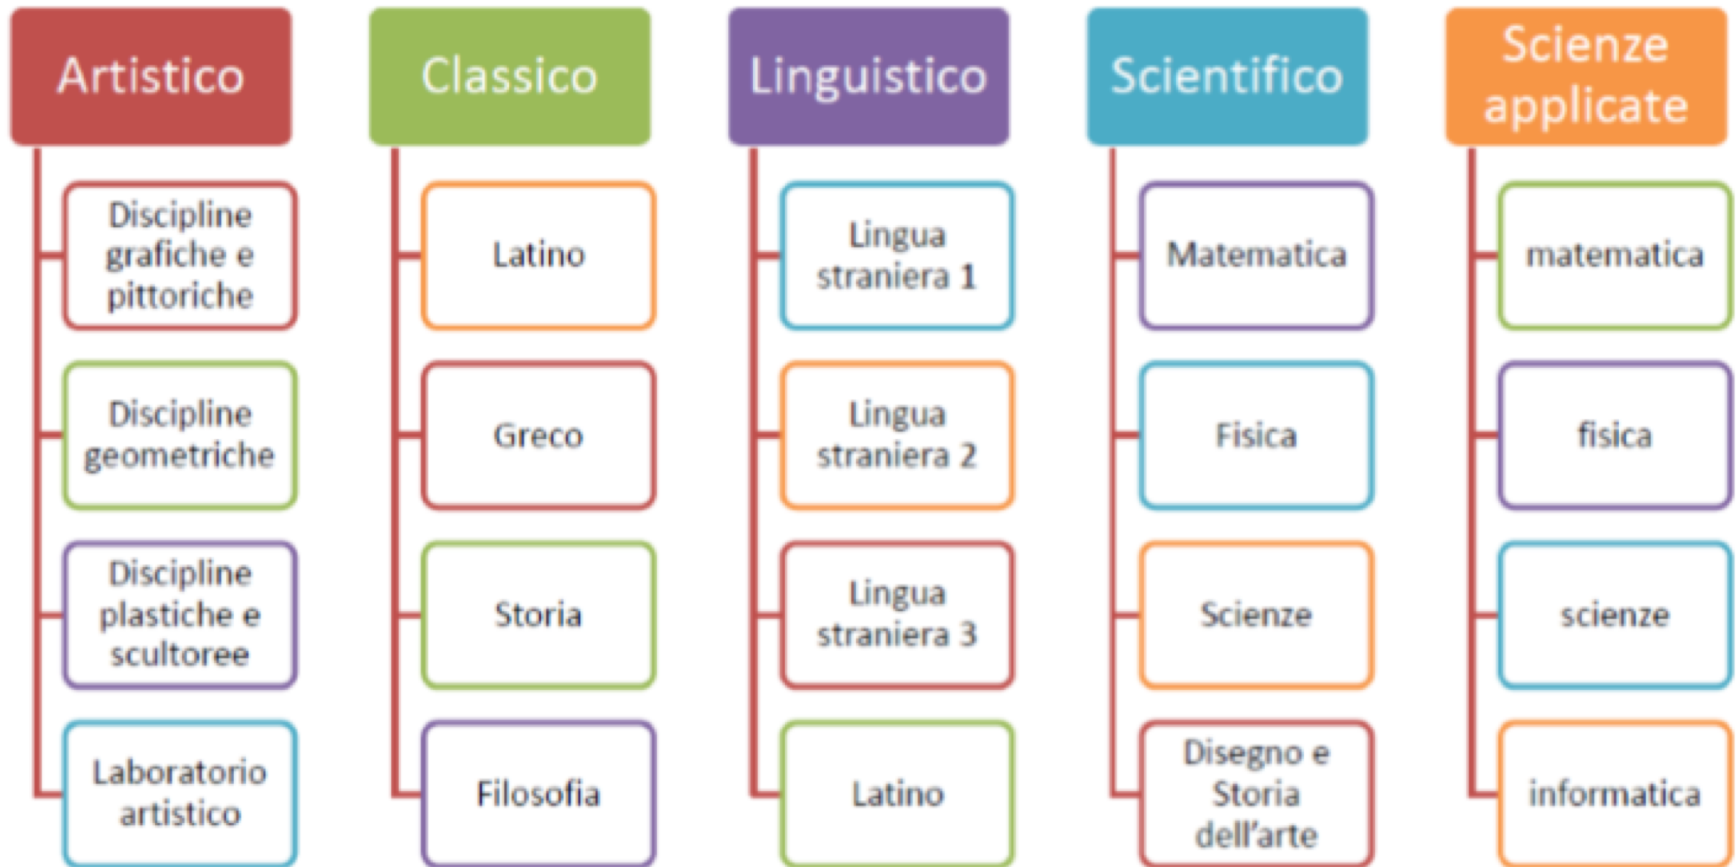 Artistico
Discipline
grafiche e
pittoriche
Discipline
geometriche
Discipline
plastiche e
scultoree
Laboratorio
artistico
Classico
Latino
Greco
Storia
Filosofia
Linguistico
Lingua
straniera 1
Lingua
straniera 2
Lingua
straniera 3
Latino
Scientifico
Matematica
Fisica
Scienze
Disegno e
Storia
dell'arte
Scienze
applicate
matematica
fisica
scienze
informatica